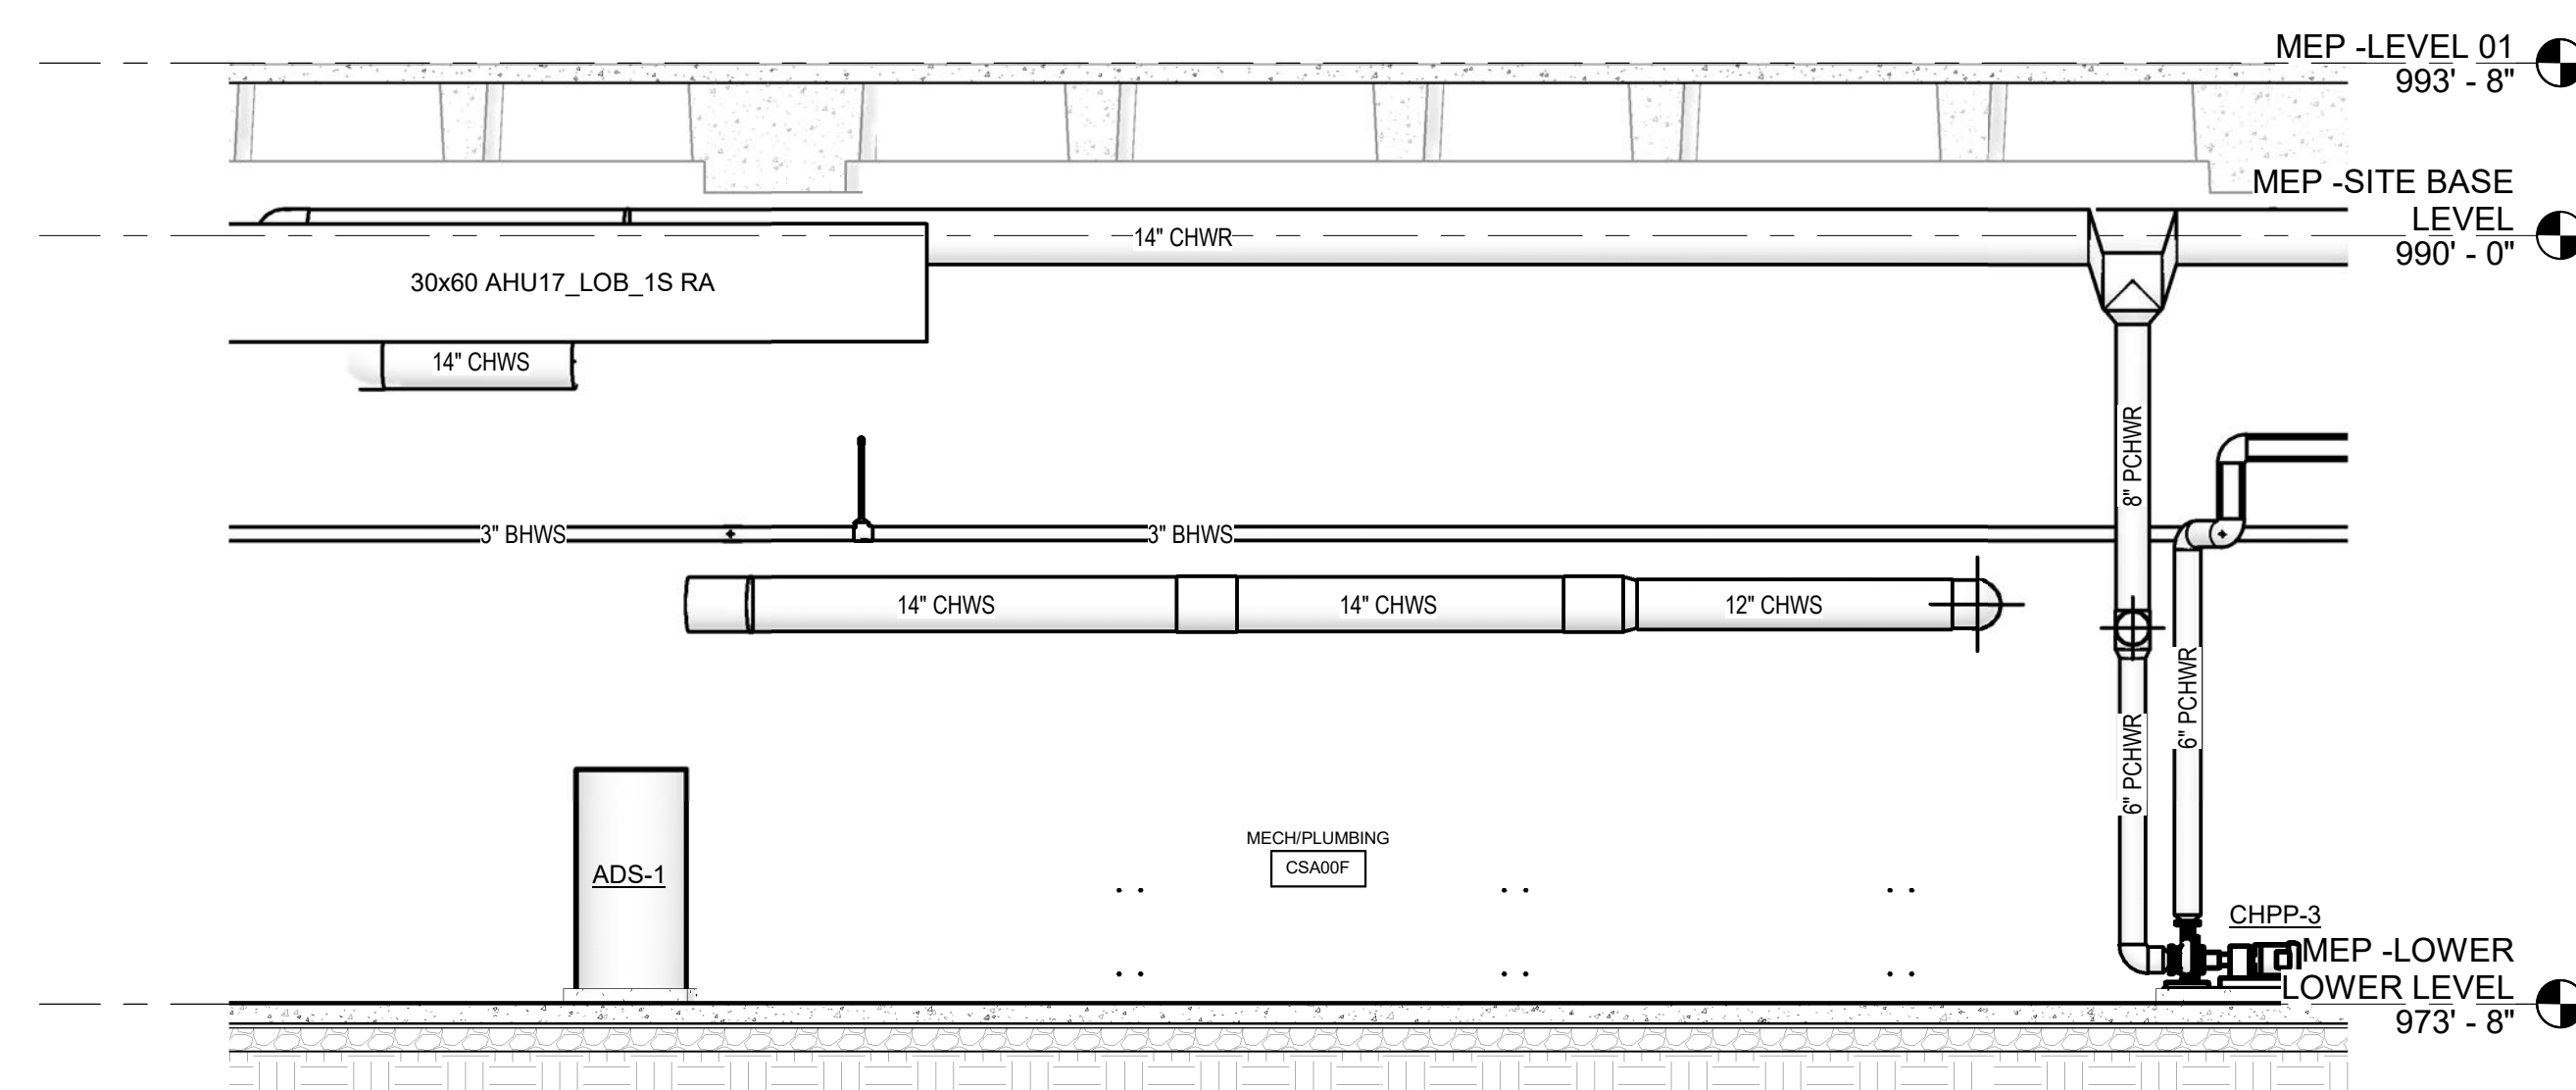 MEP -LEVEL 01
993' - 8"
MEP -SITE BASE
LEVEL
990' - 0"
14" CHWR
30x60 AHU17_LOB_1S RA
14" CHWS
8" PCHWR
3" BHWS
3" BHWS
14" CHWS
14" CHWS
12" CHWS
6" PCHWR
6" PCHWR
MECH/PLUMBING
CSA00F
ADS-1
CHPP-3
MEP -LOWER
LOWER LEVEL
973' - 8"